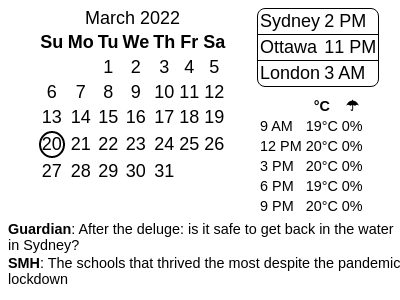 March 2022
Su Mo Tu We Th Fr Sa
1 2 3 4 5
6 7 8 9 10 11 12
13 14 15 16 17 18 19
20 21 22 23 24 25 26
27 28 29 30 31
Sydney 2 PM
Ottawa 11 PM
London 3 AM
°C ☂
9 AM 19°C 0%
12 PM 20°C 0%
3 PM 20°C 0%
6 PM 19°C 0%
9 PM 20°C 0%
Guardian: After the deluge: is it safe to get back in the water
in Sydney?
SMH: The schools that thrived the most despite the pandemic
lockdown